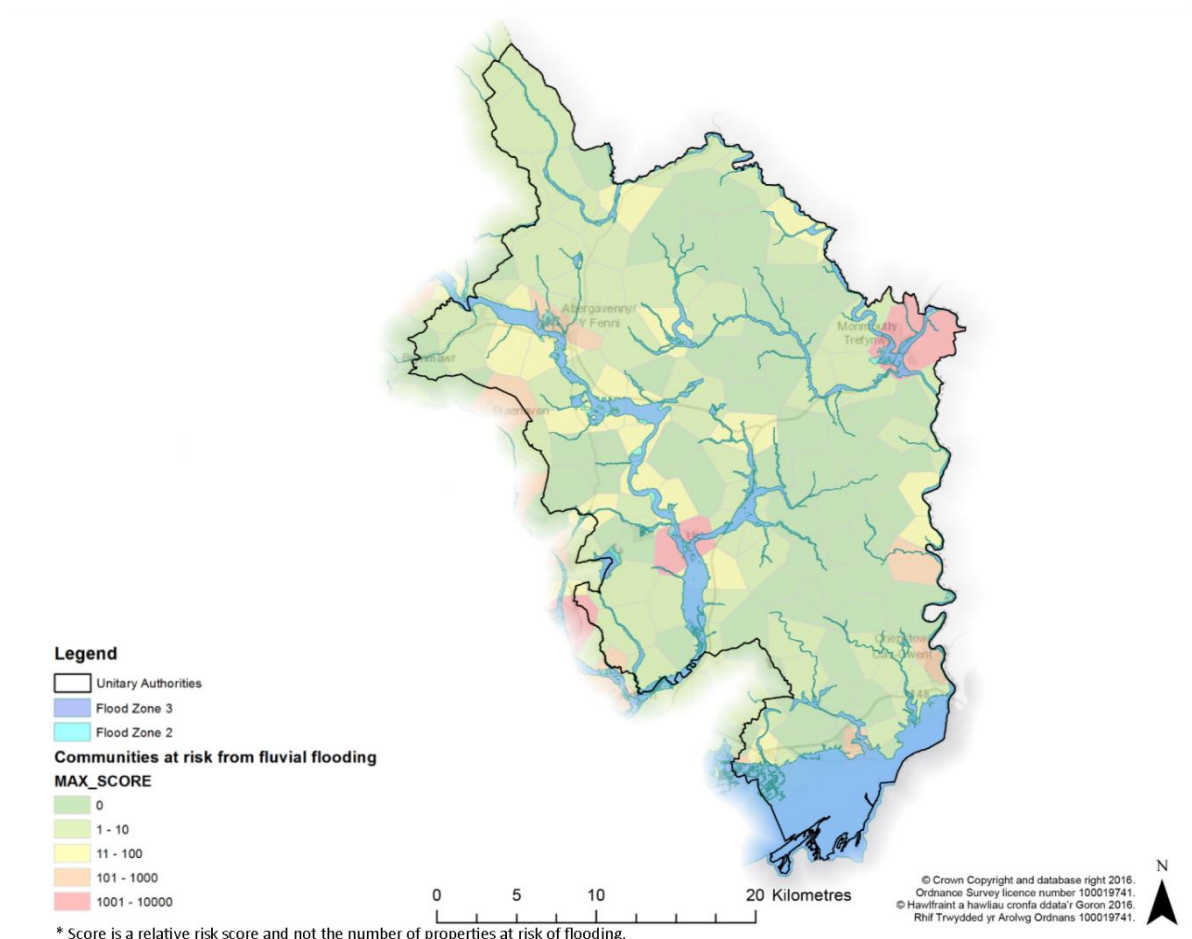 Abergavenny/
Y Fenni
Monmouth/
Trefynwy
Blaenavon
Usk
Chepstow/
Cas-Gwent
Legend
Unitary Authorities
Flood Zone 3
Flood Zone 2
Communities at risk from fluvial flooding
MAX_SCORE
0
1 - 10
11 - 100
101 - 1000
1001 - 10000
0 5 10 20 Kilometres
* Score is a relative risk score and not the number of properties at risk of flooding.
N
© Crown Copyright and database right 2016.
Ordnance Survey licence number 100019741.
© Hawlfraint a hawliau cronfa ddata'r Goron 2016.
Rhif Trwydded yr Arolwg Ordnans 100019741.